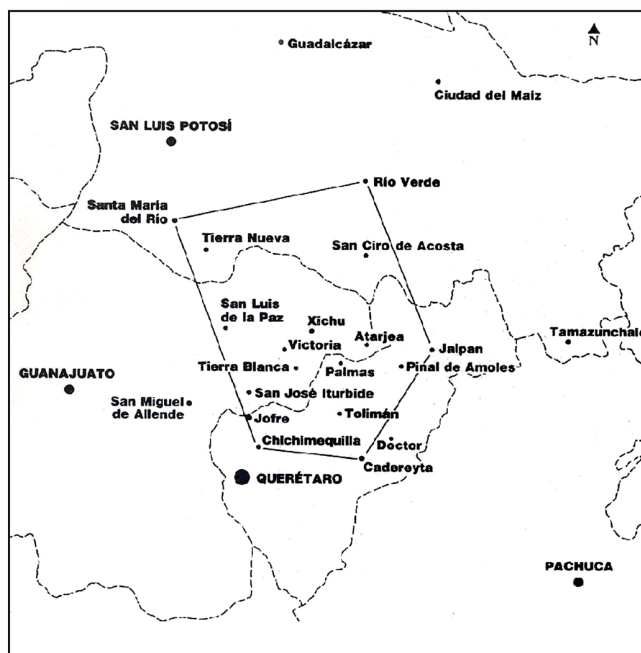 Guadalcázar
N
Ciudad del Maiz
SAN LUIS POTOSÍ
Río Verde
Santa María
del Río
Tierra Nueva
San Ciro de Acosta
San Luis
de la Paz
Xichu
Atarjea
Tamazunchale
Victoria
Jalpan
Tierra Blanca
Palmas
Pinal de Amoles
GUANAJUATO
San José Iturbide
San Miguel
de Allende
Jofre
Tolimán
Chichimequilla
Doctor
Cadereyta
QUERÉTARO
PACHUCA